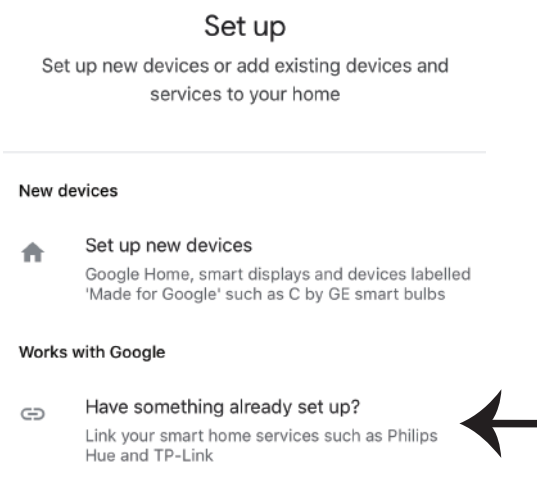 Set up
Set up new devices or add existing devices and
services to your home
New devices
Set up new devices
Google Home, smart displays and devices labelled
'Made for Google' such as C by GE smart bulbs
Works with Google
Have something already set up?
Link your smart home services such as Philips
Hue and TP-Link